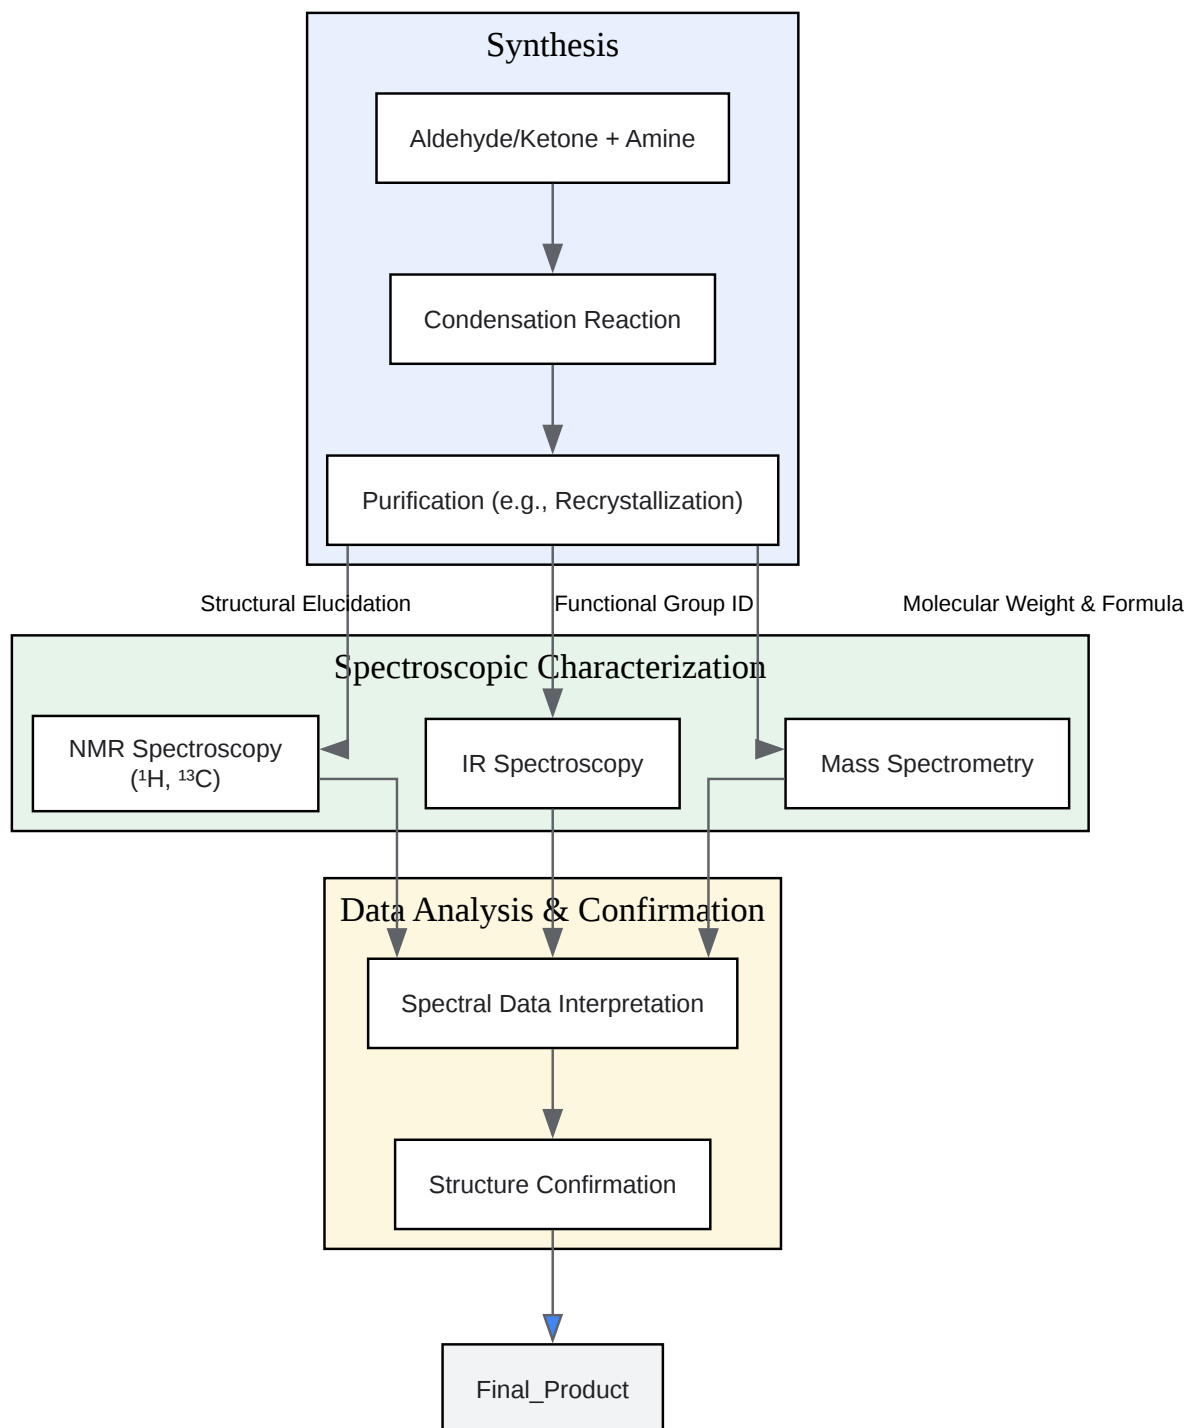 Synthesis
Aldehyde/Ketone + Amine
Condensation Reaction
Purification (e.g., Recrystallization)
Structural Elucidation
Functional Group ID
Molecular Weight & Formula
Spectroscopic Characterization
NMR Spectroscopy
(¹H, ¹³C)
IR Spectroscopy
Mass Spectrometry
Data Analysis & Confirmation
Spectral Data Interpretation
Structure Confirmation
Final_Product